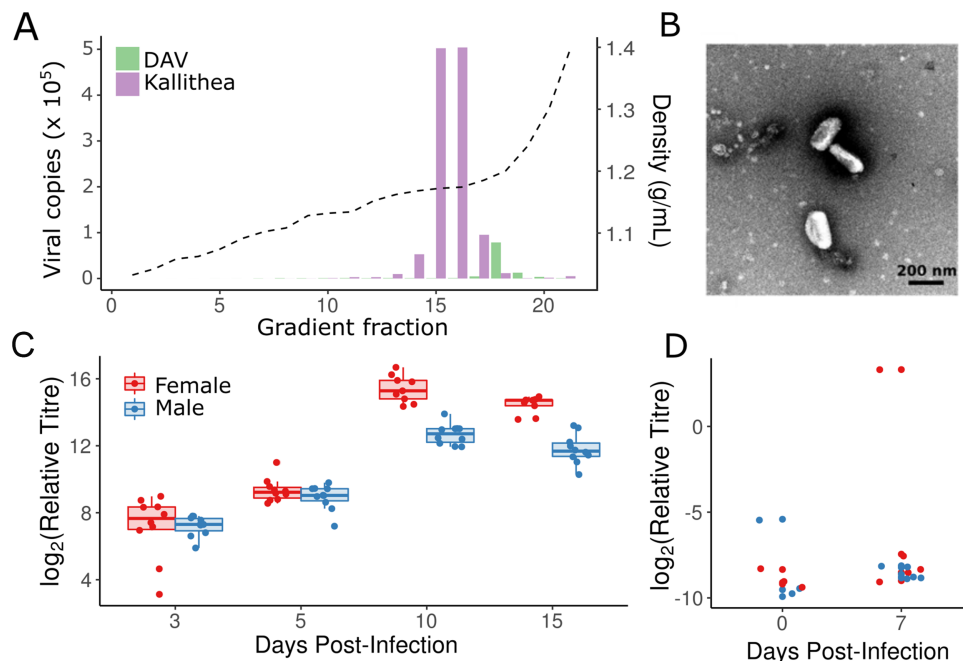 A
DAV
Kallithea
Viral copies (x 10⁵)
5
4
3
2
1
0
1.4
1.3
1.2
1.1
Density (g/mL)
0
5
10
15
20
Gradient fraction
B
200 nm
C
Female
Male
log₂(Relative Titre)
16
12
8
4
3
5
10
15
Days Post-Infection
D
log₂(Relative Titre)
0
-5
-10
0
7
Days Post-Infection